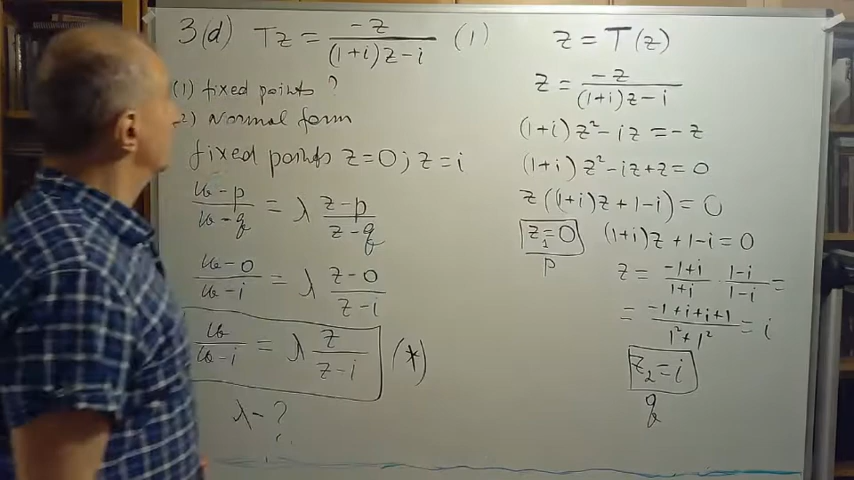 3(d) Tz = -z / ((1+i)z-i) (1)
(1) fixed points ?
2) Normal form
fixed points z=0; z=i
(w-p)/(w-q) = λ (z-p)/(z-q)
(w-0)/(w-i) = λ (z-0)/(z-i)
w/(w-i) = λ z/(z-i) (*)
λ-?
z = T(z)
z = -z / ((1+i)z-i)
(1+i)z²-iz = -z
(1+i)z²-iz+z=0
z((1+i)z+1-i)=0
z₁=0 (1+i)z+1-i=0
p
z = (-1+i)/(1+i) · (1-i)/(1-i) =
= (-1+i+i+1)/(1²+1²) = i
z₂=i
q